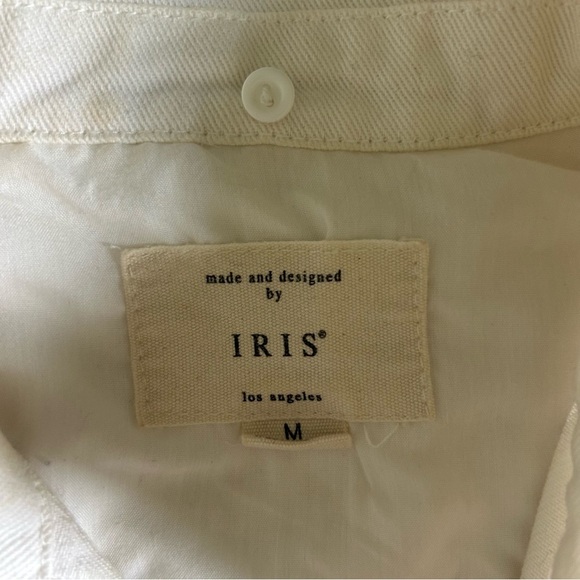 made and designed
by
IRIS®
los angeles
M